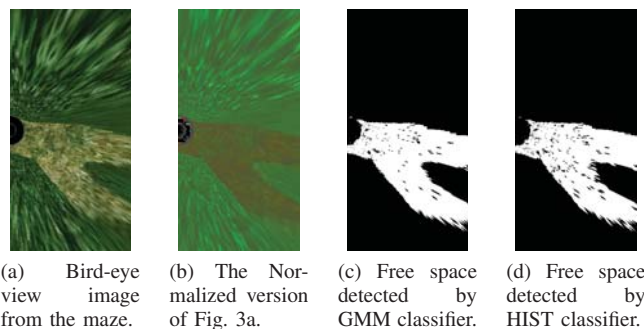 (a) Bird-eye
view image
from the maze.
(b) The Nor-
malized version
of Fig. 3a.
(c) Free space
detected by
GMM classifier.
(d) Free space
detected by
HIST classifier.